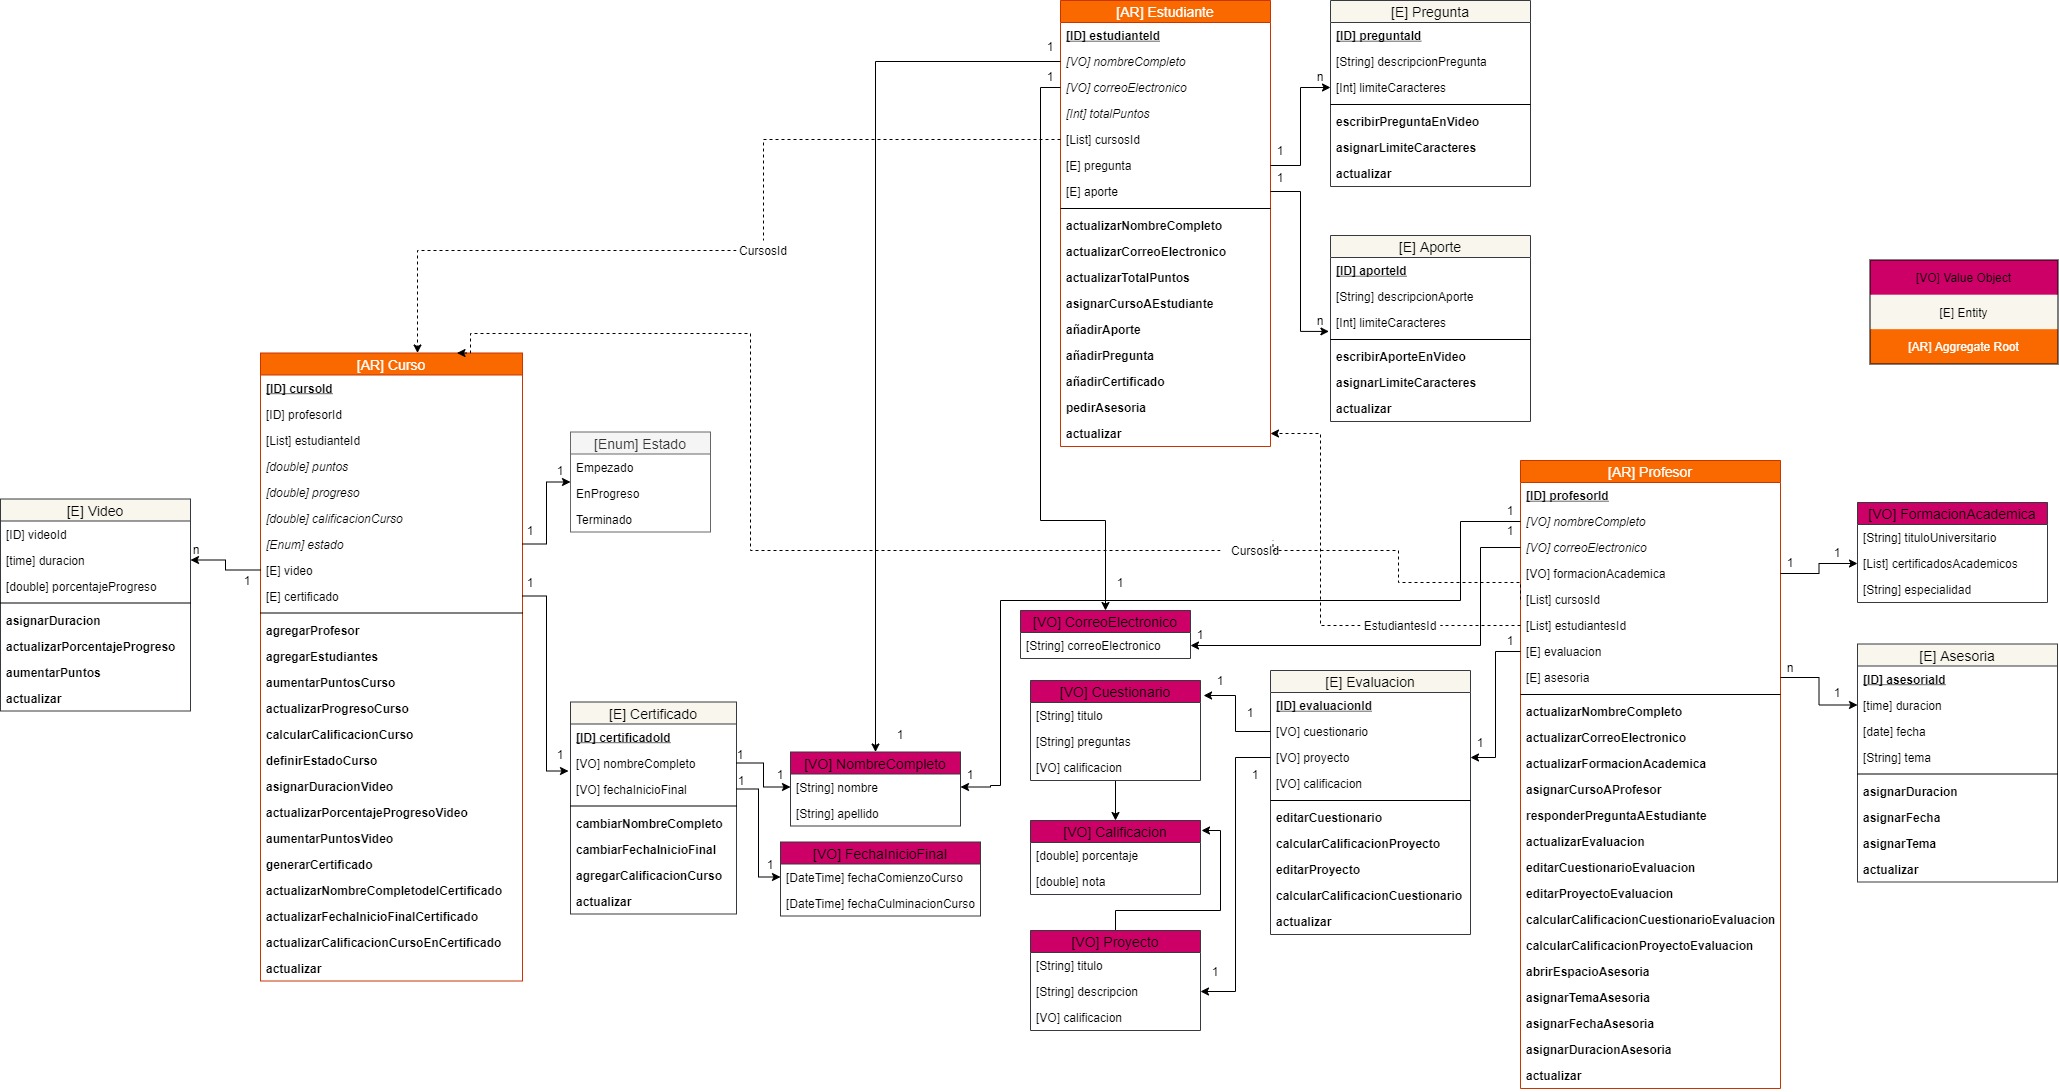 [AR] Estudiante
[ID] estudianteId
[VO] nombreCompleto
[VO] correoElectronico
[Int] totalPuntos
[List] cursosId
[E] pregunta
[E] aporte
actualizarNombreCompleto
actualizarCorreoElectronico
actualizarTotalPuntos
asignarCursoAEstudiante
añadirAporte
añadirPregunta
añadirCertificado
pedirAsesoria
actualizar
1
1
1
1
n
n
[E] Pregunta
[ID] preguntaId
[String] descripcionPregunta
[Int] limiteCaracteres
escribirPreguntaEnVideo
asignarLimiteCaracteres
actualizar
[E] Aporte
[ID] aporteId
[String] descripcionAporte
[Int] limiteCaracteres
escribirAporteEnVideo
asignarLimiteCaracteres
actualizar
[VO] Value Object
[E] Entity
[AR] Aggregate Root
CursosId
[AR] Curso
[ID] cursoId
[ID] profesorId
[List] estudianteId
[double] puntos
[double] progreso
[double] calificacionCurso
[Enum] estado
[E] video
[E] certificado
agregarProfesor
agregarEstudiantes
aumentarPuntosCurso
actualizarProgresoCurso
calcularCalificacionCurso
definirEstadoCurso
asignarDuracionVideo
actualizarPorcentajeProgresoVideo
aumentarPuntosVideo
generarCertificado
actualizarNombreCompletodelCertificado
actualizarFechaInicioFinalCertificado
actualizarCalificacionCursoEnCertificado
actualizar
[Enum] Estado
Empezado
EnProgreso
Terminado
1
1
1
1
n
1
[E] Video
[ID] videoId
[time] duracion
[double] porcentajeProgreso
asignarDuracion
actualizarPorcentajeProgreso
aumentarPuntos
actualizar
[E] Certificado
[ID] certificadoId
[VO] nombreCompleto
[VO] fechaInicioFinal
cambiarNombreCompleto
cambiarFechaInicioFinal
agregarCalificacionCurso
actualizar
1
1
1
1
1
1
[VO] NombreCompleto
[String] nombre
[String] apellido
[VO] FechaInicioFinal
[DateTime] fechaComienzoCurso
[DateTime] fechaCulminacionCurso
1
1
[VO] CorreoElectronico
[String] correoElectronico
[VO] Cuestionario
[String] titulo
[String] preguntas
[VO] calificacion
[VO] Calificacion
[double] porcentaje
[double] nota
[VO] Proyecto
[String] titulo
[String] descripcion
[VO] calificacion
1
1
1
1
[E] Evaluacion
[ID] evaluacionId
[VO] cuestionario
[VO] proyecto
[VO] calificacion
editarCuestionario
calcularCalificacionProyecto
editarProyecto
calcularCalificacionCuestionario
actualizar
1
CursosId
EstudiantesId
1
1
1
[AR] Profesor
[ID] profesorId
[VO] nombreCompleto
[VO] correoElectronico
[VO] formacionAcademica
[List] cursosId
[List] estudiantesId
[E] evaluacion
[E] asesoria
actualizarNombreCompleto
actualizarCorreoElectronico
actualizarFormacionAcademica
asignarCursoAProfesor
responderPreguntaAEstudiante
actualizarEvaluacion
editarCuestionarioEvaluacion
editarProyectoEvaluacion
calcularCalificacionCuestionarioEvaluacion
calcularCalificacionProyectoEvaluacion
abrirEspacioAsesoria
asignarTemaAsesoria
asignarFechaAsesoria
asignarDuracionAsesoria
actualizar
1
1
n
1
[VO] FormacionAcademica
[String] tituloUniversitario
[List] certificadosAcademicos
[String] especialidad
[E] Asesoria
[ID] asesoriaId
[time] duracion
[date] fecha
[String] tema
asignarDuracion
asignarFecha
asignarTema
actualizar